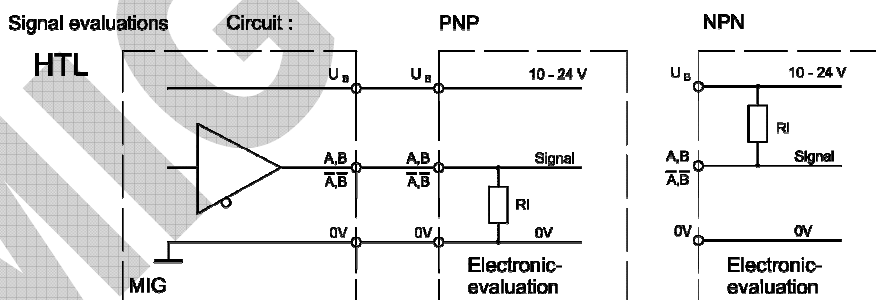 Signal evaluations Circuit : PNP NPN
HTL
U B U B 10 - 24 V U B 10 - 24 V
RI
A,B A,B Signal A,B Signal
A,B A,B A,B
RI
0V 0V 0V 0V 0V
MIG Electronic- Electronic-
evaluation evaluation
MIG